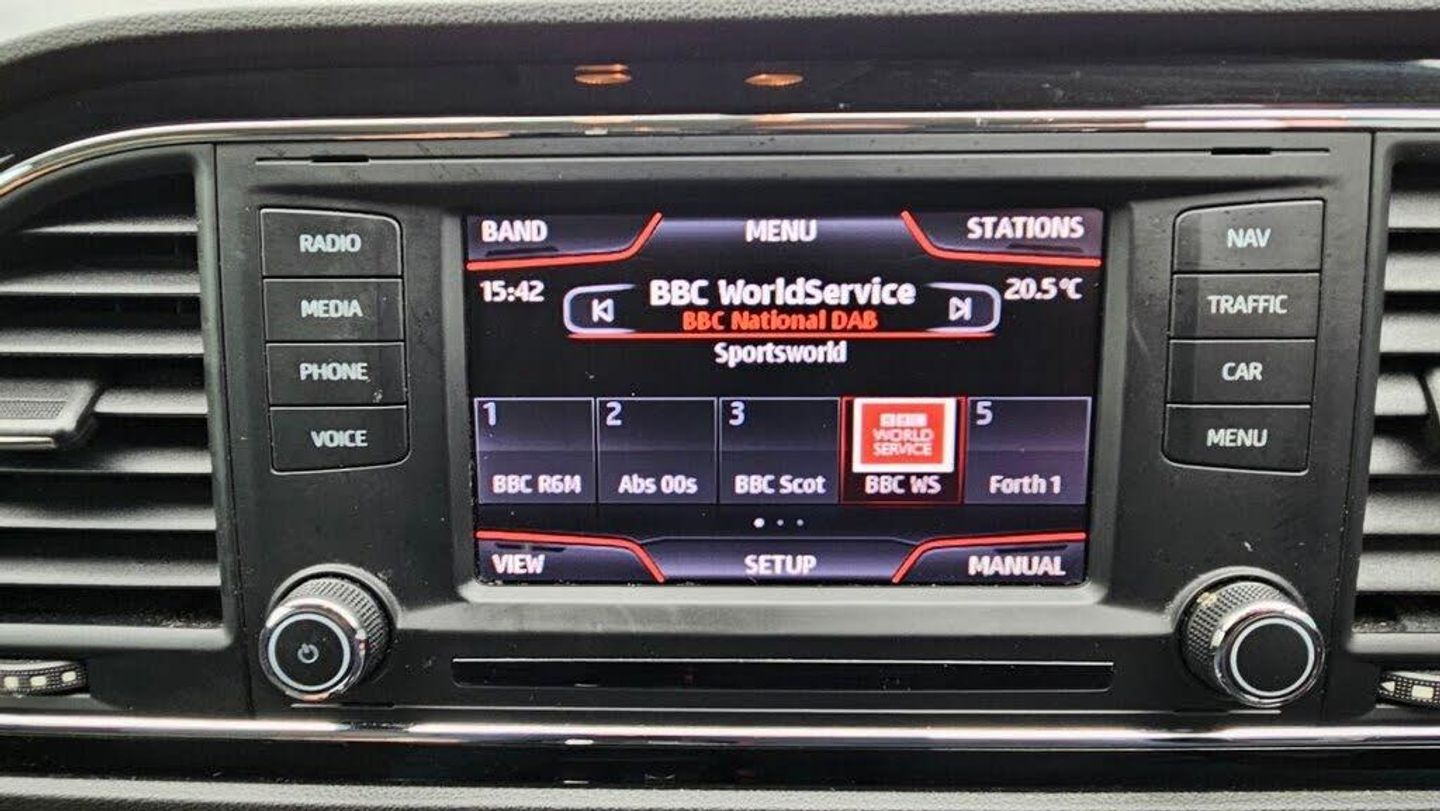 BAND MENU STATIONS
15:42 BBC WorldService 20.5°C
BBC National DAB
Sportsworld
RADIO
MEDIA
PHONE
VOICE
1 2 3 5
BBC
WORLD
SERVICE
BBC R6M Abs 00s BBC Scot BBC WS Forth 1
VIEW SETUP MANUAL
NAV
TRAFFIC
CAR
MENU